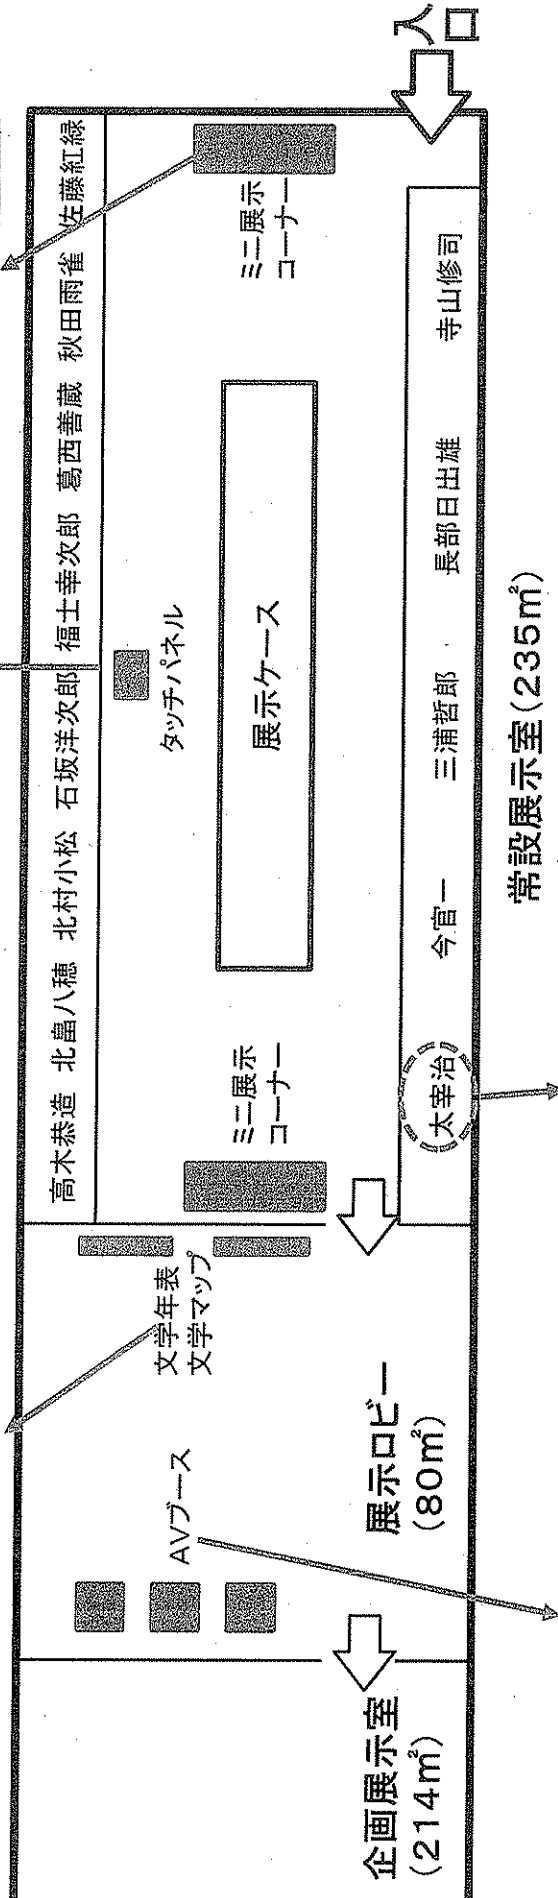 入口
佐藤紅緑
秋田雨雀
葛西善蔵
福士幸次郎
石坂洋次郎
北村小松
北畠八穂
高木恭造
ミニ展示
コーナー
タッチパネル
展示ケース
寺山修司
長部日出雄
三浦哲郎
今官一
太宰治
常設展示室(235㎡)
ミニ展示
コーナー
文学年表
文学マップ
AVブース
展示ロビー
(80㎡)
企画展示室
(214㎡)